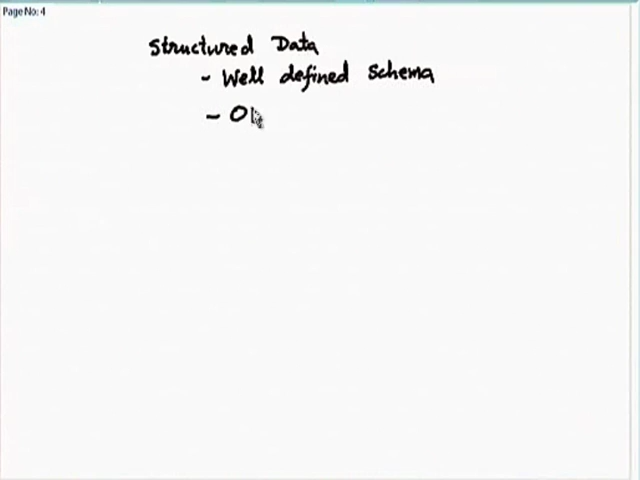 Page No: 4
Structured Data
- Well defined Schema
-